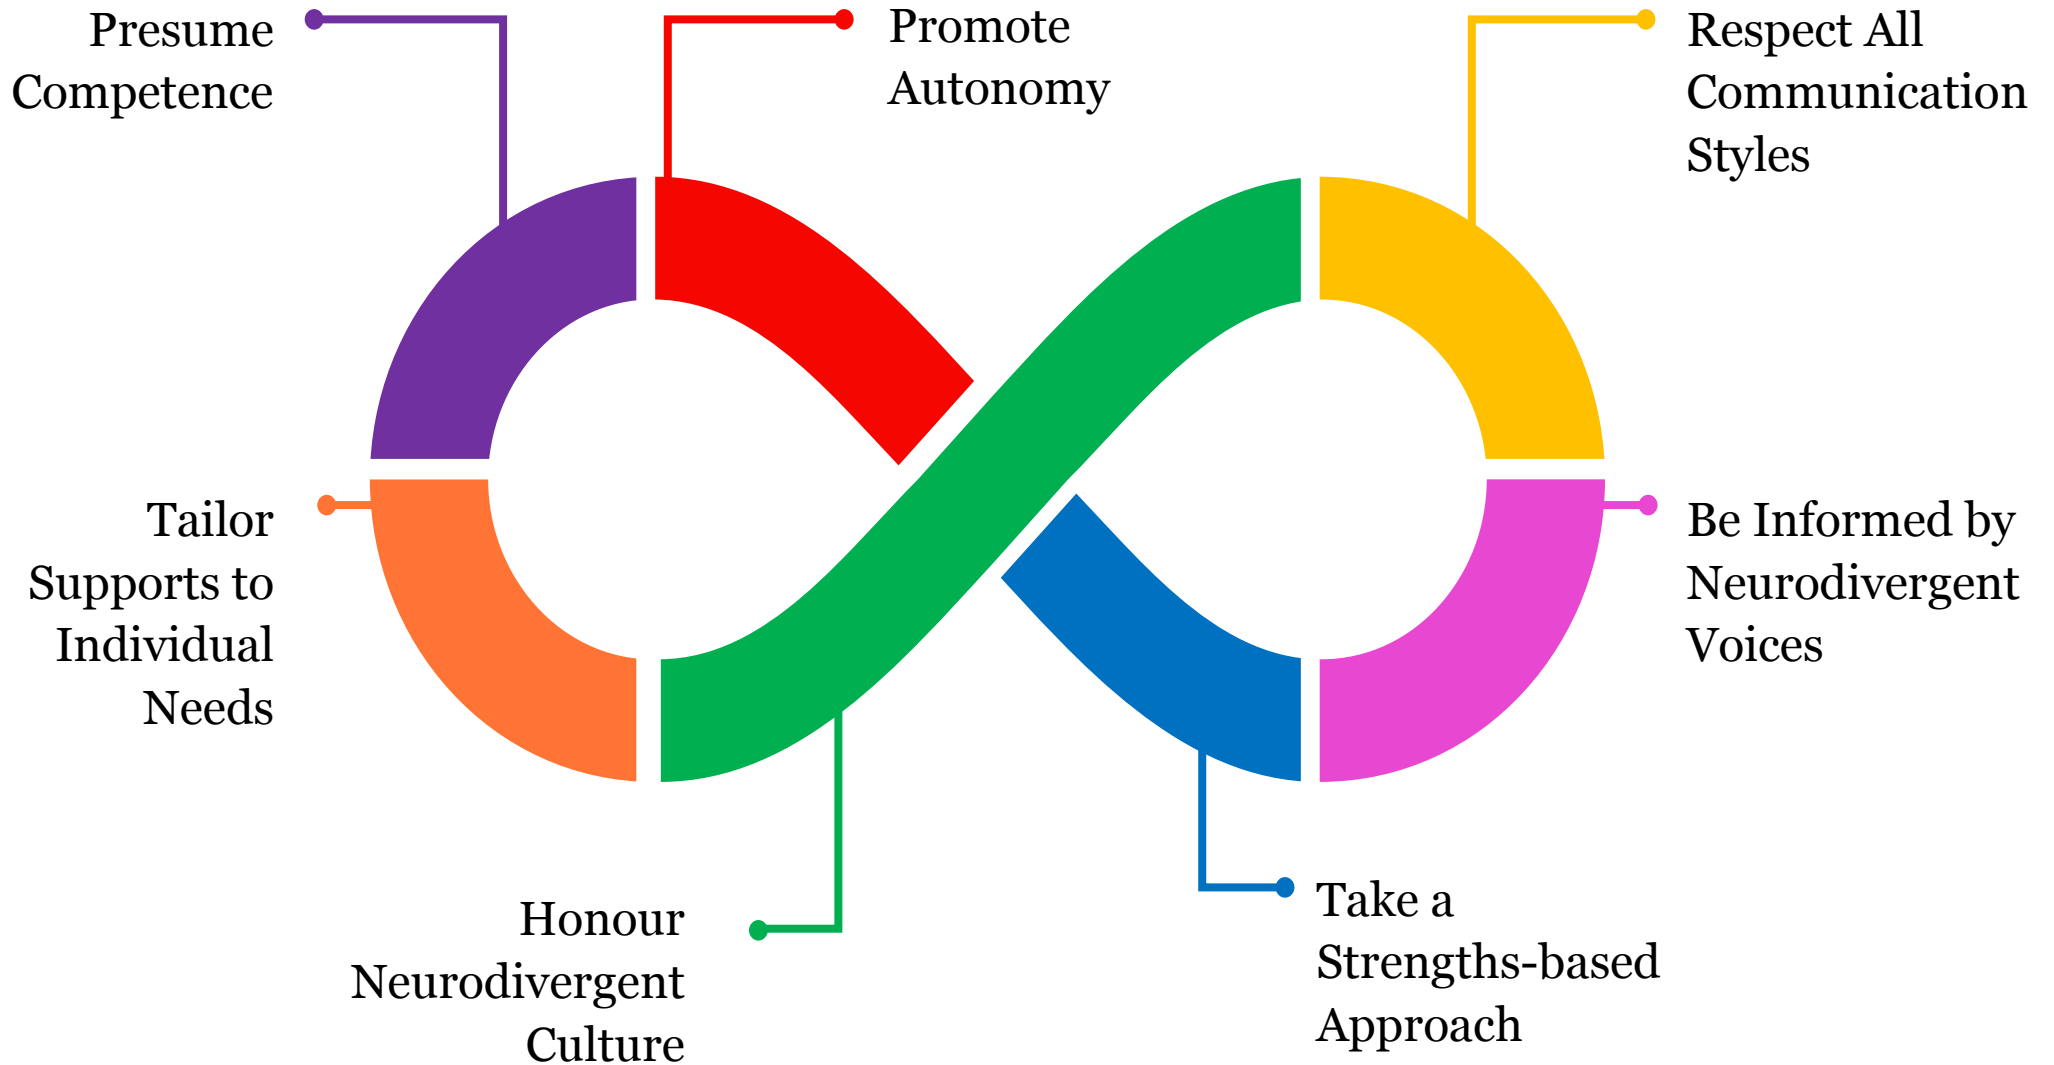 Presume
Competence
Promote
Autonomy
Respect All
Communication
Styles
Tailor
Supports to
Individual
Needs
Be Informed by
Neurodivergent
Voices
Honour
Neurodivergent
Culture
Take a
Strengths-based
Approach